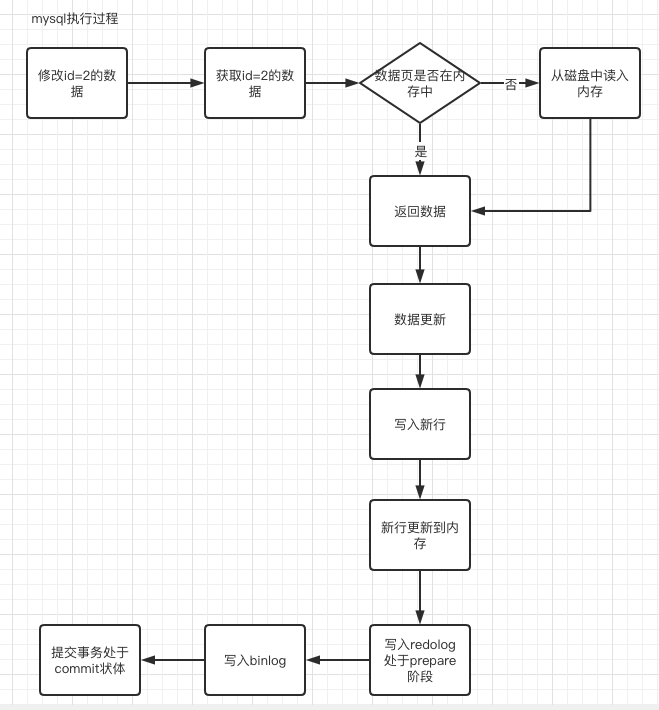 mysql执行过程
修改id=2的数
据
获取id=2的数
据
数据页是否在内
存中
否
从磁盘中读入
内存
是
返回数据
数据更新
写入新行
新行更新到内
存
写入redolog
处于prepare
阶段
写入binlog
提交事务处于
commit状体